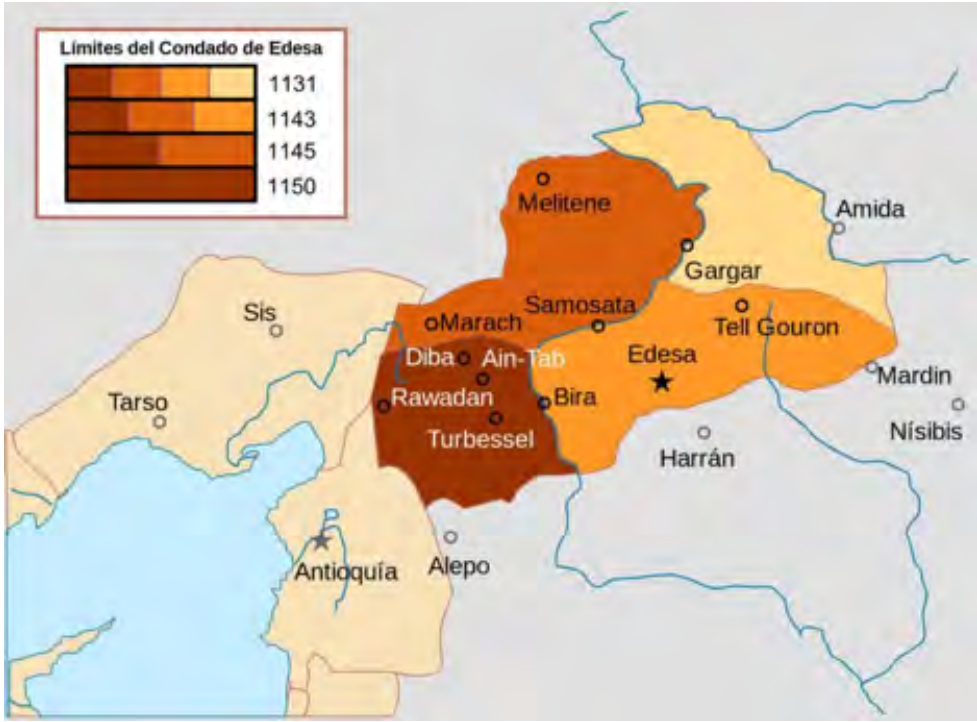 Límites del Condado de Edesa
1131
1143
1145
1150
Melitene
Amida
Gargar
Sis
Samosata
Marach
Tell Gouron
Diba
Ain-Tab
Edesa
Mardin
Tarso
Rawadan
Bira
Nísibis
Turbessel
Harrán
Antioquía
Alepo